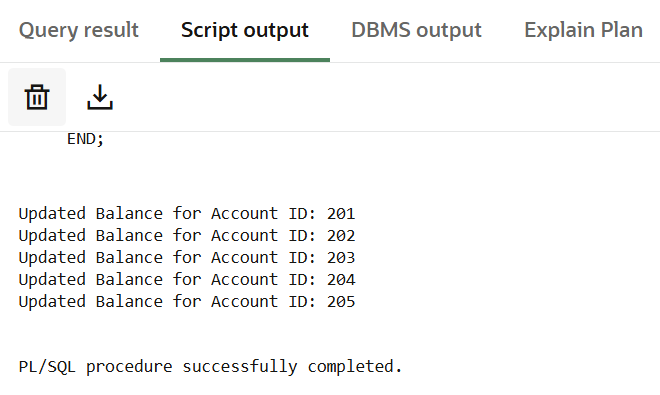 Query result Script output DBMS output Explain Plan
END;
Updated Balance for Account ID: 201
Updated Balance for Account ID: 202
Updated Balance for Account ID: 203
Updated Balance for Account ID: 204
Updated Balance for Account ID: 205
PL/SQL procedure successfully completed.